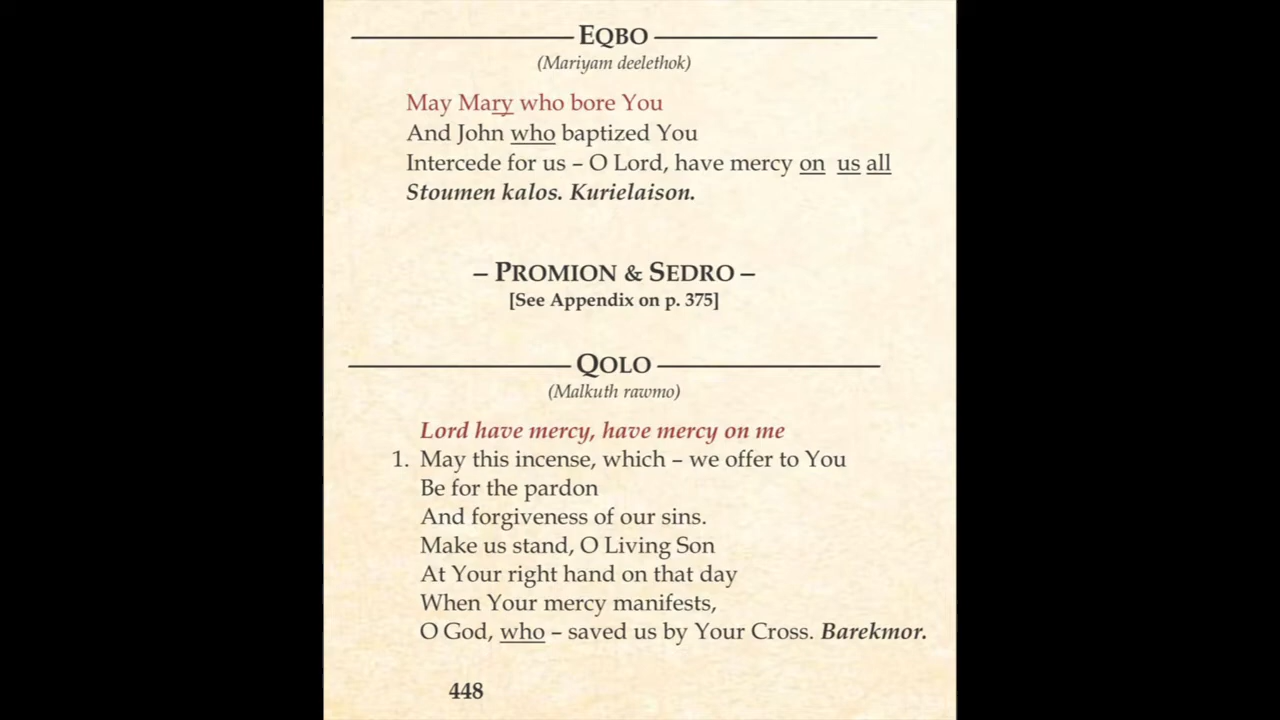 EQBO
(Mariyam deelethok)
May Mary who bore You
And John who baptized You
Intercede for us – O Lord, have mercy on us all
Stoumen kalos. Kurielaison.
– PROMION & SEDRO –
[See Appendix on p. 375]
QOLO
(Malkuth rawmo)
Lord have mercy, have mercy on me
1. May this incense, which – we offer to You
Be for the pardon
And forgiveness of our sins.
Make us stand, O Living Son
At Your right hand on that day
When Your mercy manifests,
O God, who – saved us by Your Cross. Barekmor.
448